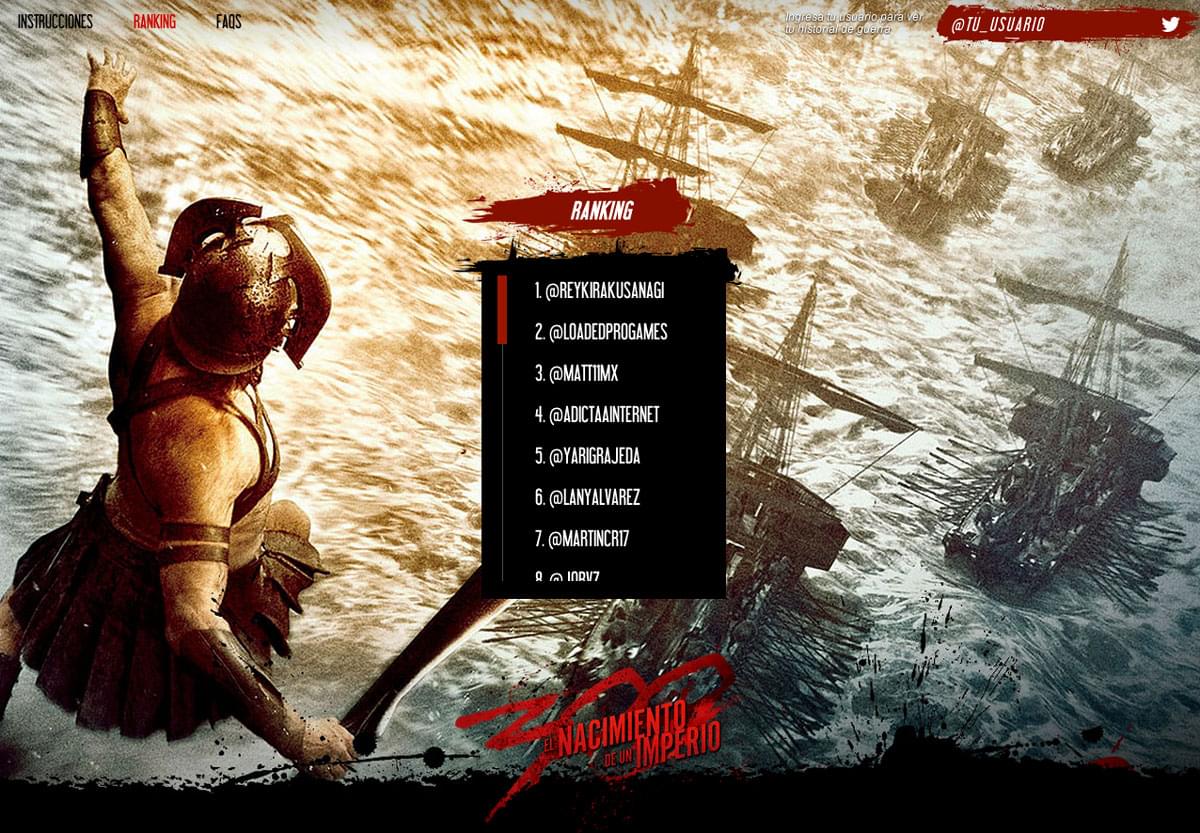 INSTRUCCIONES
RANKING
FAQS
Ingresa tu usuario para ver
tu historial de guerra
@TU_USUARIO
RANKING
1. @REYKIRAKUSANAGI
2. @LOADEDPROGAMES
3. @MATT11MX
4. @ADICTAAINTERNET
5. @YARIGRAJEDA
6. @LANYALVAREZ
7. @MARTINCR17
8.
300
EL NACIMIENTO
DE UN IMPERIO